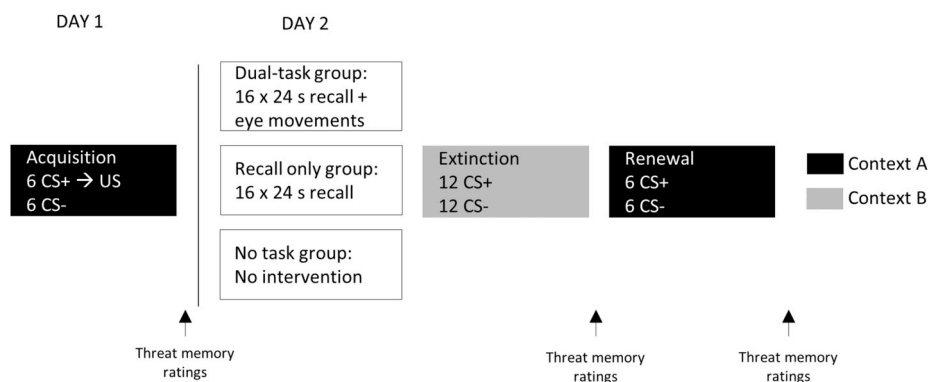 DAY 1
DAY 2
Acquisition
6 CS+ → US
6 CS-
Dual-task group:
16 x 24 s recall +
eye movements
Recall only group:
16 x 24 s recall
No task group:
No intervention
Extinction
12 CS+
12 CS-
Renewal
6 CS+
6 CS-
Context A
Context B
Threat memory
ratings
Threat memory
ratings
Threat memory
ratings